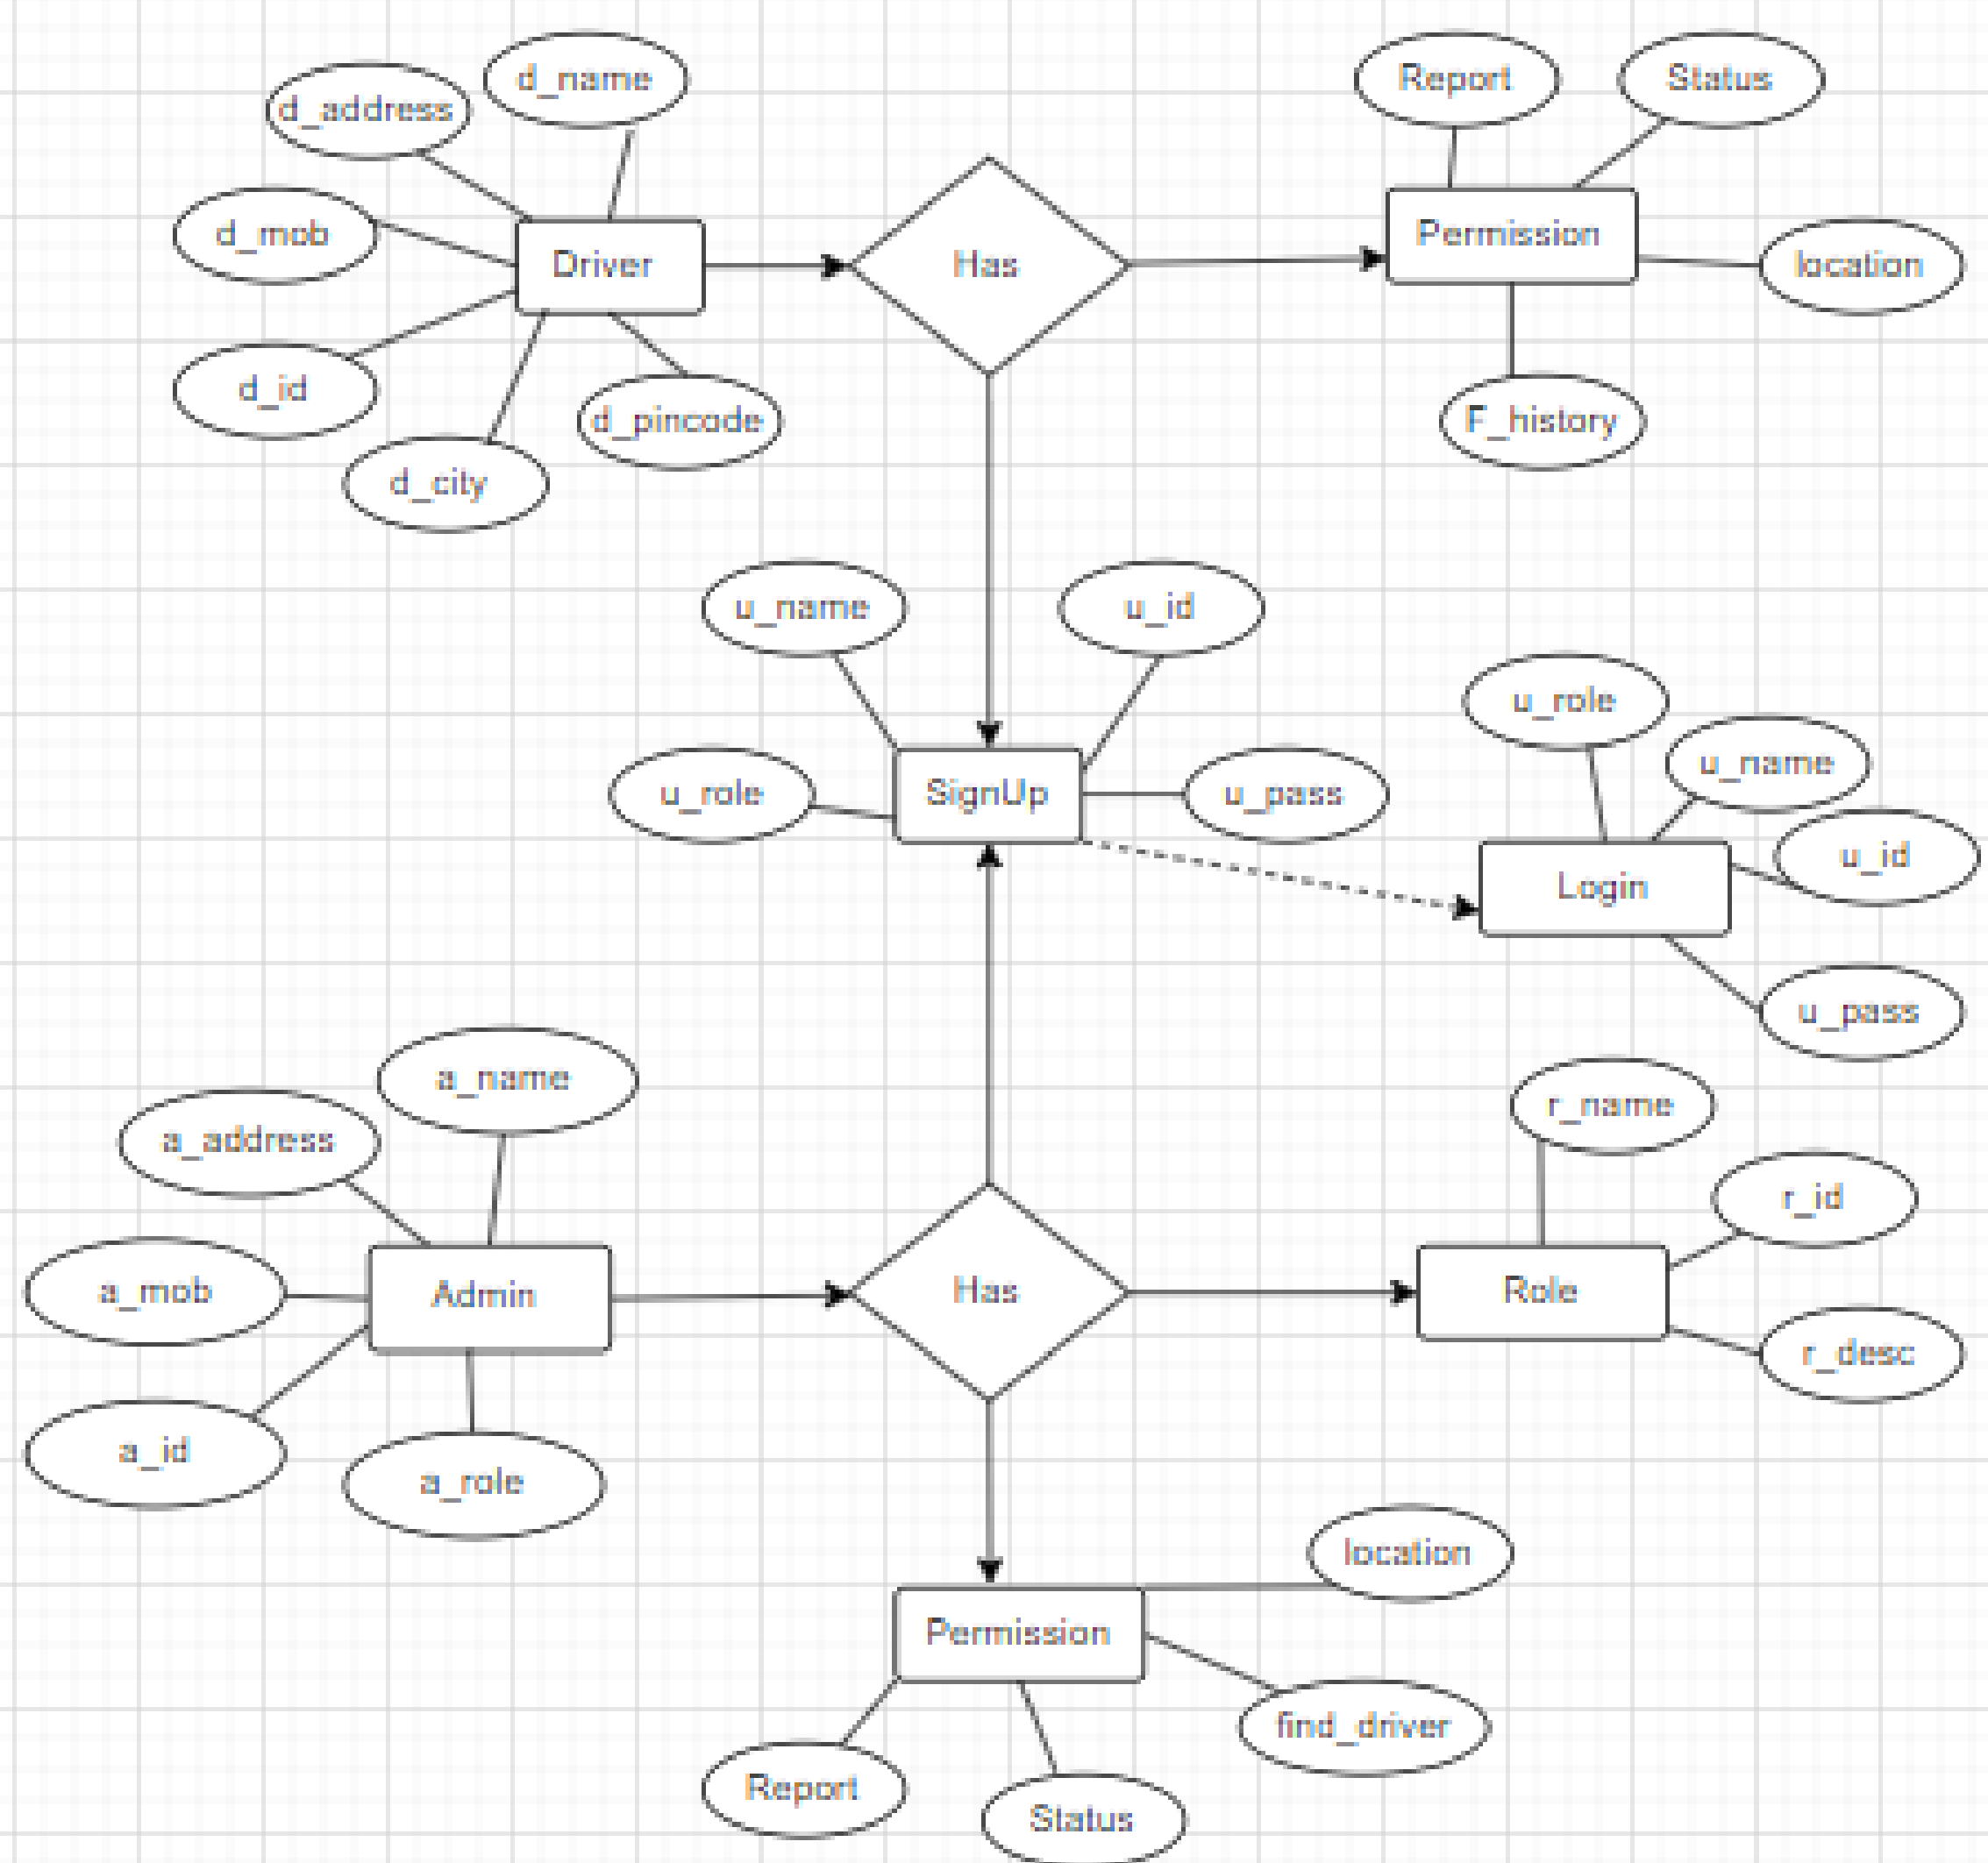 d_name
Report
Status
d_address
d_mob
Driver
Has
Permission
location
d_id
d_pincode
F_history
d_city
u_name
u_id
u_role
u_name
u_role
SignUp
u_pass
u_id
Login
u_pass
a_name
r_name
a_address
r_id
a_mob
Admin
Has
Role
r_desc
a_id
a_role
location
Permission
find_driver
Report
Status